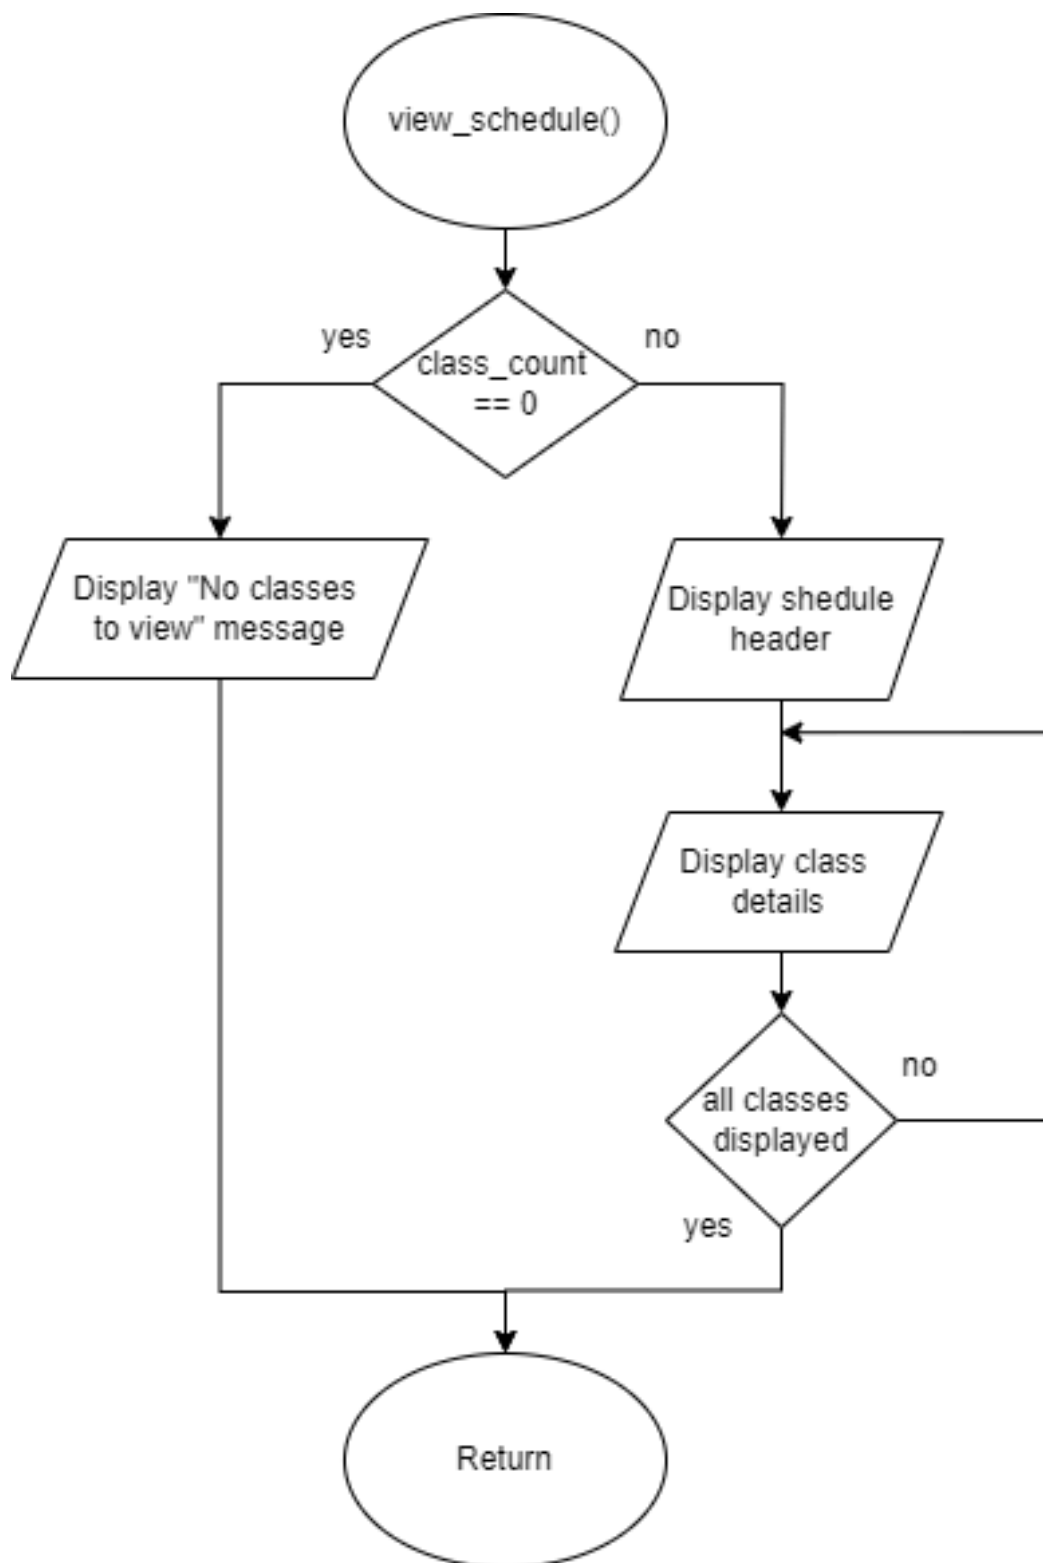 view_schedule()
yes
no
class_count
== 0
Display "No classes
to view" message
Display shedule
header
Display class
details
no
all classes
displayed
yes
Return